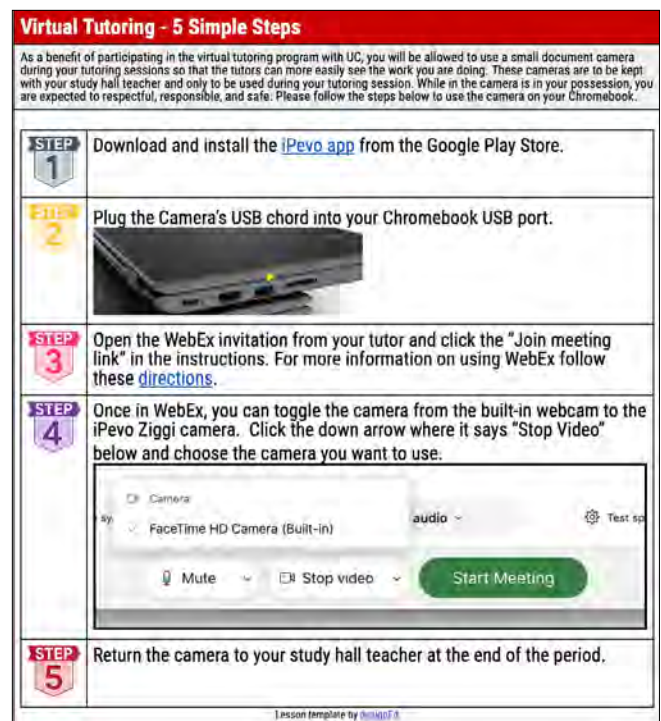 Virtual Tutoring - 5 Simple Steps
As a benefit of participating in the virtual tutoring program with UC, you will be allowed to use a small document camera
during your tutoring sessions so that the tutors can more easily see the work you are doing. These cameras are to be kept
with your study hall teacher and only to be used during your tutoring session. While in the camera is in your possession, you
are expected to respectful, responsible, and safe. Please follow the steps below to use the camera on your Chromebook.
STEP
1
Download and install the iPevo app from the Google Play Store.
STEP
2
Plug the Camera's USB chord into your Chromebook USB port.
STEP
3
Open the WebEx invitation from your tutor and click the "Join meeting
link" in the instructions. For more information on using WebEx follow
these directions.
STEP
4
Once in WebEx, you can toggle the camera from the built-in webcam to the
iPevo Ziggi camera. Click the down arrow where it says "Stop Video"
below and choose the camera you want to use.
Camera
sy
FaceTime HD Camera (Built-in)
audio
Test sp
Mute
Stop video
Start Meeting
STEP
5
Return the camera to your study hall teacher at the end of the period.
Lesson template by designEd